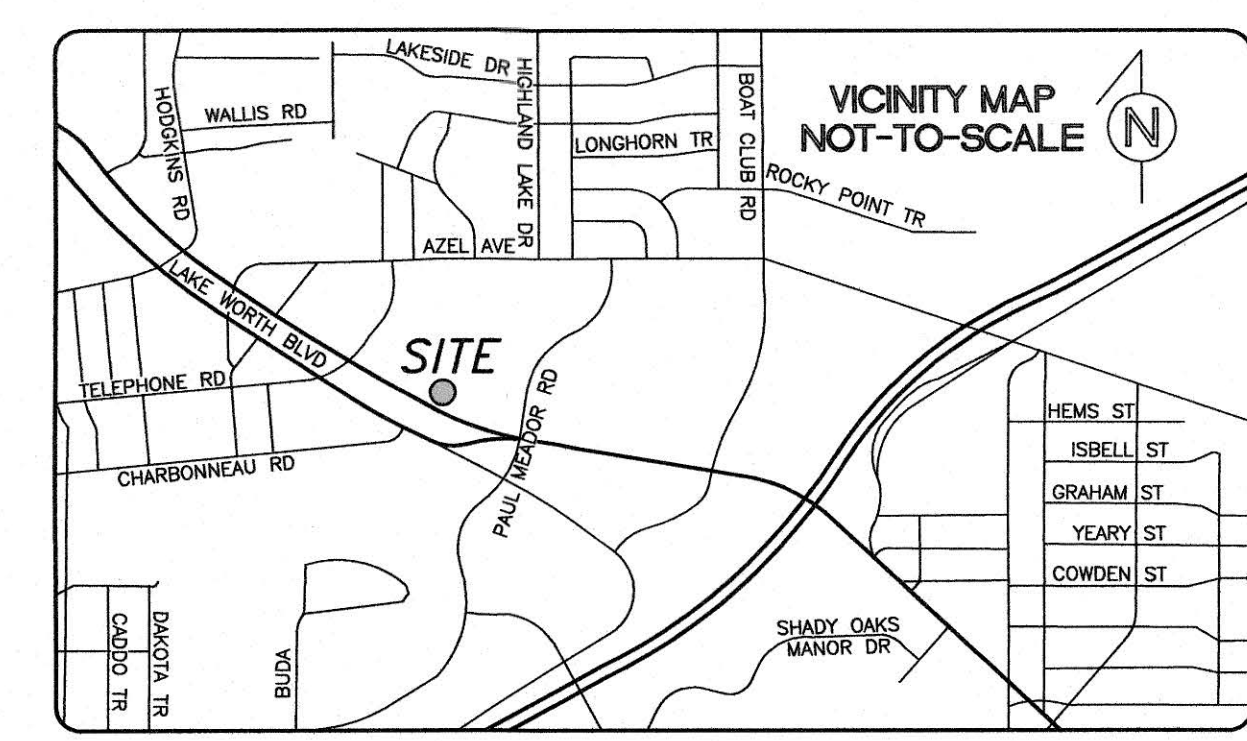 LAKESIDE DR
HIGHLAND LAKE DR
BOAT CLUB RD
VICINITY MAP
NOT-TO-SCALE
N
HODGKINS RD
WALLIS RD
LONGHORN TR
ROCKY POINT TR
AZEL AVE
LAKE WORTH BLVD
SITE
TELEPHONE RD
PAUL MEADOR RD
CHARBONNEAU RD
HEMS ST
ISBELL ST
GRAHAM ST
YEARY ST
COWDEN ST
CADDO TR
DAKOTA TR
BUDA
SHADY OAKS
MANOR DR